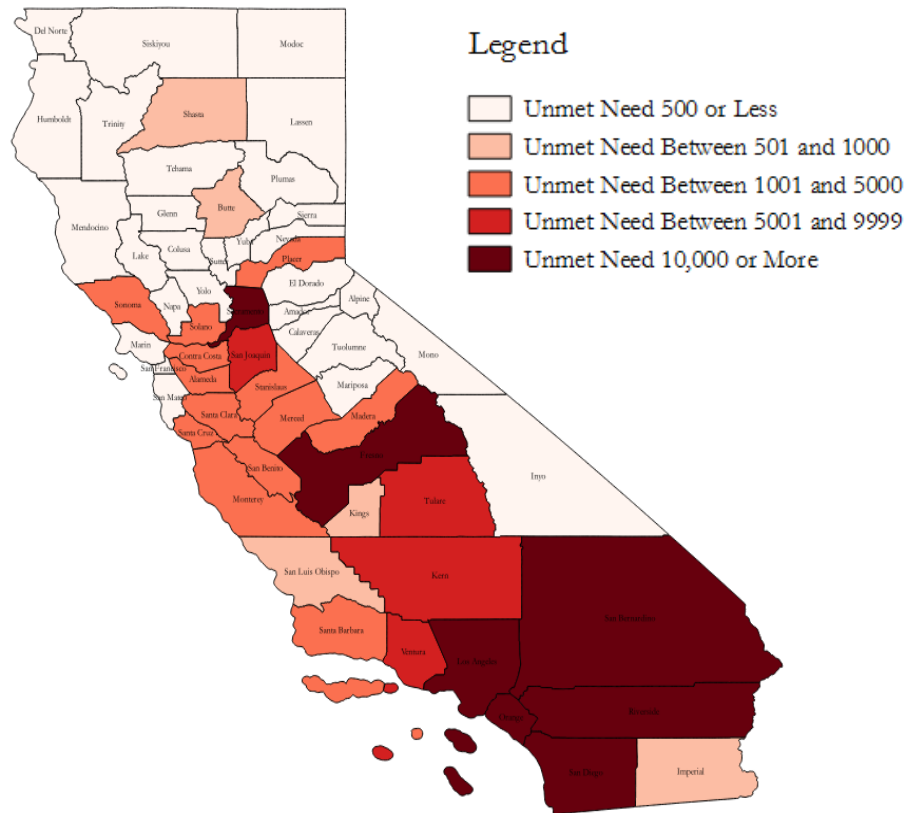 Del Norte
Siskiyou
Modoc
Legend
Unmet Need 500 or Less
Unmet Need Between 501 and 1000
Unmet Need Between 1001 and 5000
Unmet Need Between 5001 and 9999
Unmet Need 10,000 or More
Humboldt
Trinity
Shasta
Lassen
Tehama
Plumas
Mendocino
Glenn
Butte
Sierra
Lake
Colusa
Sutter
Yuba
Nevada
Placer
Sonoma
Napa
Yolo
Sacramento
El Dorado
Alpine
Amador
Solano
Calaveras
Marin
Contra Costa
San Joaquin
Tuolumne
Mono
San Francisco
Alameda
Stanislaus
Mariposa
San Mateo
Santa Clara
Merced
Madera
Santa Cruz
Fresno
San Benito
Inyo
Monterey
Kings
Tulare
San Luis Obispo
Kern
Santa Barbara
Ventura
Los Angeles
San Bernardino
Orange
Riverside
San Diego
Imperial